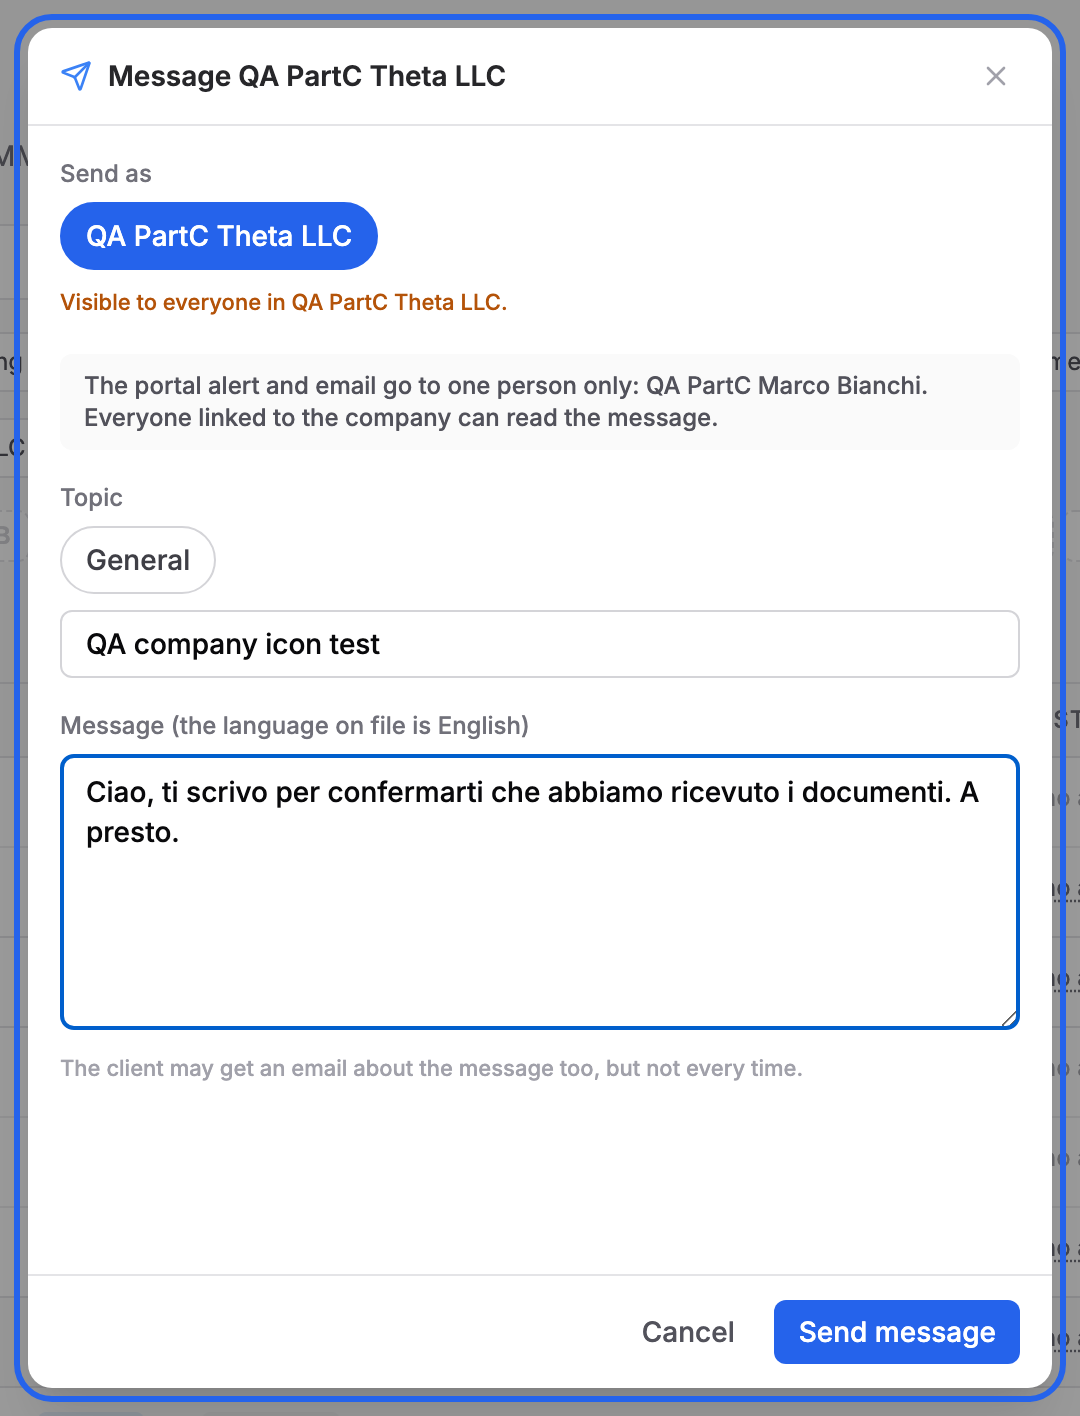 Message QA PartC Theta LLC
Send as
QA PartC Theta LLC
Visible to everyone in QA PartC Theta LLC.
The portal alert and email go to one person only: QA PartC Marco Bianchi.
Everyone linked to the company can read the message.
Topic
General
QA company icon test
Message (the language on file is English)
Ciao, ti scrivo per confermarti che abbiamo ricevuto i documenti. A
presto.
The client may get an email about the message too, but not every time.
Cancel
Send message